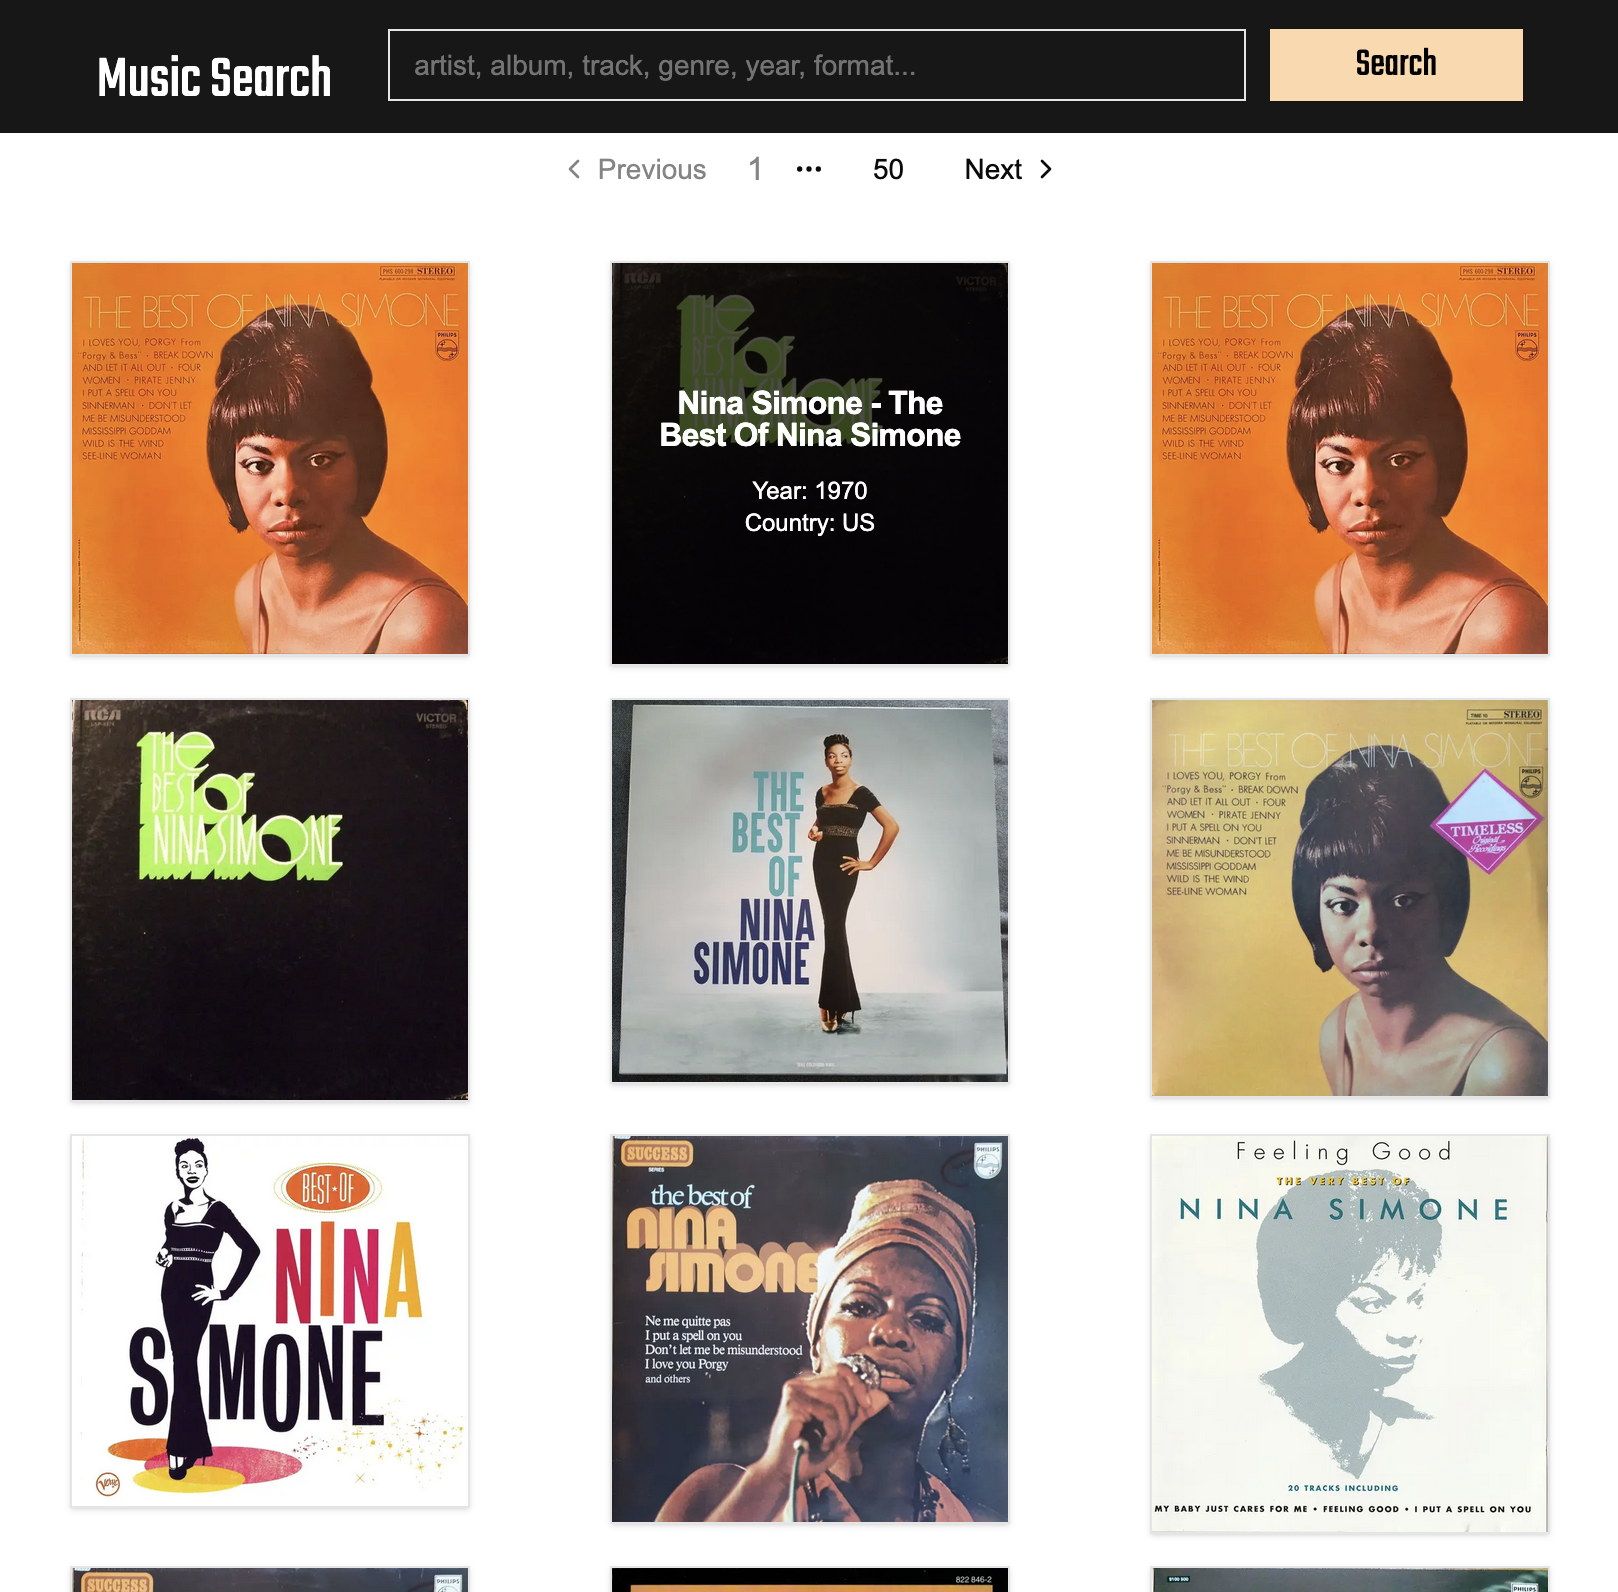 Music Search
artist, album, track, genre, year, format...
Search
Previous
1
...
50
Next
PRS 600-298 STEREO
THE BEST OF NINA SIMONE
PHILIPS
I LOVES YOU, PORGY From
"Porgy & Bess" • BREAK DOWN
AND LET IT ALL OUT • FOUR
WOMEN • PIRATE JENNY
I PUT A SPELL ON YOU
SINNERMAN • DON'T LET
ME BE MISUNDERSTOOD
MISSISSIPPI GODDAM
WILD IS THE WIND
SEE-LINE WOMAN
RCA
VICTOR
STEREO
THE
BEST OF
NINA SIMONE
Nina Simone - The
Best Of Nina Simone
Year: 1970
Country: US
PRS 600-298 STEREO
THE BEST OF NINA SIMONE
PHILIPS
I LOVES YOU, PORGY From
"Porgy & Bess" • BREAK DOWN
AND LET IT ALL OUT • FOUR
WOMEN • PIRATE JENNY
I PUT A SPELL ON YOU
SINNERMAN • DON'T LET
ME BE MISUNDERSTOOD
MISSISSIPPI GODDAM
WILD IS THE WIND
SEE-LINE WOMAN
RCA
VICTOR
STEREO
THE
BEST OF
NINA SIMONE
THE
BEST
OF
NINA
SIMONE
TIME 10 STEREO
THE BEST OF NINA SIMONE
PHILIPS
I LOVES YOU, PORGY From
"Porgy & Bess" • BREAK DOWN
AND LET IT ALL OUT • FOUR
WOMEN • PIRATE JENNY
I PUT A SPELL ON YOU
SINNERMAN • DON'T LET
ME BE MISUNDERSTOOD
MISSISSIPPI GODDAM
WILD IS THE WIND
SEE-LINE WOMAN
TIMELESS
Original
Recordings
BEST•OF
NINA
SIMONE
Verve
SUCCESS
SERIES
PHILIPS
the best of
NINA
SIMONE
Ne me quitte pas
I put a spell on you
Don't let me be misunderstood
I love you Porgy
and others
Feeling Good
THE VERY BEST OF
NINA SIMONE
20 TRACKS INCLUDING
MY BABY JUST CARES FOR ME • FEELING GOOD • I PUT A SPELL ON YOU
SUCCESS
PHILIPS
822 846-2
PHILIPS